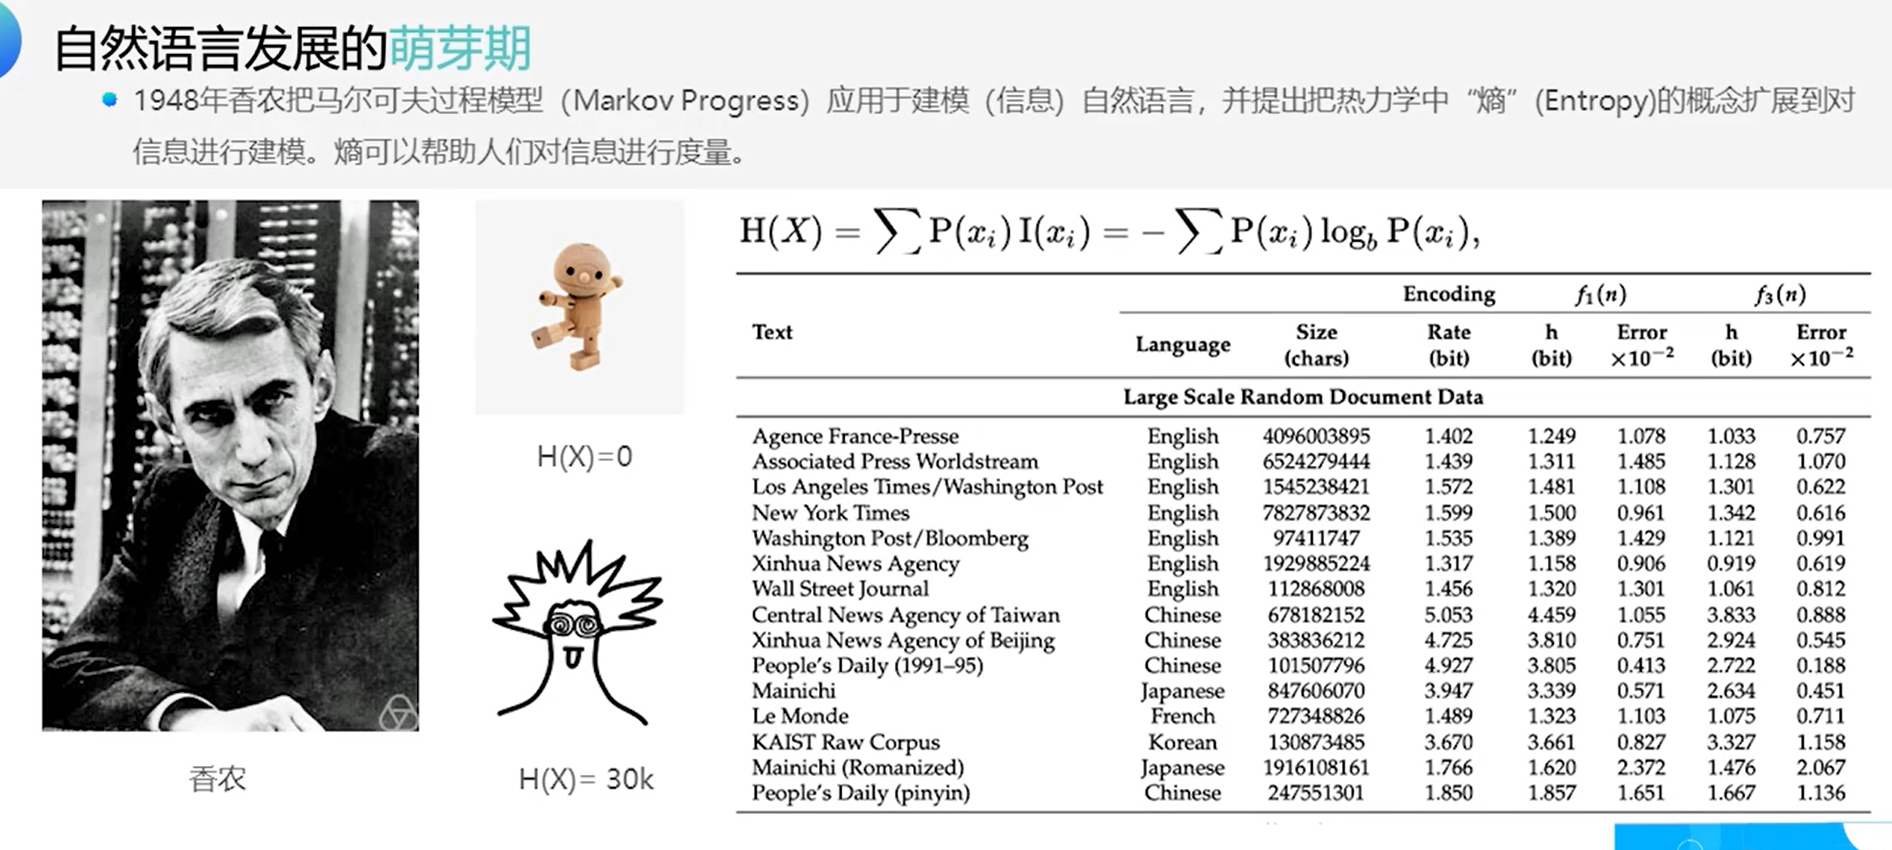 自然语言发展的萌芽期
1948年香农把马尔可夫过程模型（Markov Progress）应用于建模（信息）自然语言，并提出把热力学中“熵”(Entropy)的概念扩展到对
信息进行建模。熵可以帮助人们对信息进行度量。
香农
H(X)=0
H(X)= 30k
H(X) = ∑ P(xᵢ) I(xᵢ) = − ∑ P(xᵢ) log_b P(xᵢ),
Encoding f₁(n) f₃(n)
Text Language Size (chars) Rate (bit) h (bit) Error ×10⁻² h (bit) Error ×10⁻²
Large Scale Random Document Data
Agence France-Presse English 4096003895 1.402 1.249 1.078 1.033 0.757
Associated Press Worldstream English 6524279444 1.439 1.311 1.485 1.128 1.070
Los Angeles Times/Washington Post English 1545238421 1.572 1.481 1.108 1.301 0.622
New York Times English 7827873832 1.599 1.500 0.961 1.342 0.616
Washington Post/Bloomberg English 97411747 1.535 1.389 1.429 1.121 0.991
Xinhua News Agency English 1929885224 1.317 1.158 0.906 0.919 0.619
Wall Street Journal English 112868008 1.456 1.320 1.301 1.061 0.812
Central News Agency of Taiwan Chinese 678182152 5.053 4.459 1.055 3.833 0.888
Xinhua News Agency of Beijing Chinese 383836212 4.725 3.810 0.751 2.924 0.545
People’s Daily (1991–95) Chinese 101507796 4.927 3.805 0.413 2.722 0.188
Mainichi Japanese 847606070 3.947 3.339 0.571 2.634 0.451
Le Monde French 727348826 1.489 1.323 1.103 1.075 0.711
KAIST Raw Corpus Korean 130873485 3.670 3.661 0.827 3.327 1.158
Mainichi (Romanized) Japanese 1916108161 1.766 1.620 2.372 1.476 2.067
People’s Daily (pinyin) Chinese 247551301 1.850 1.857 1.651 1.667 1.136